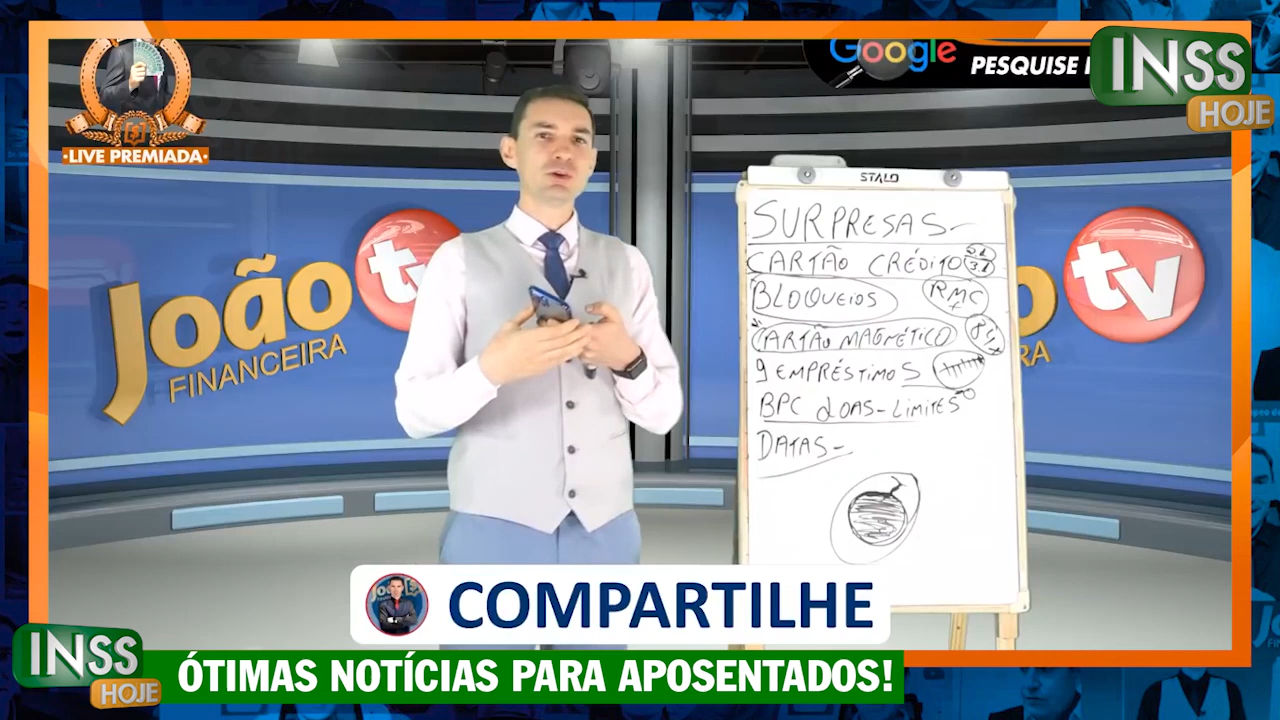 Google
PESQUISE
INSS
HOJE
•LIVE PREMIADA•
STALO
SURPRESAS-
CARTÃO CRÉDITO
BLOQUEIOS RMC
CARTÃO MAGNÉTICO
9 EMPRÉSTIMOS
BPC LOAS-LIMITES
DATAS-
João tv
FINANCEIRA
tv
COMPARTILHE
INSS
HOJE
ÓTIMAS NOTÍCIAS PARA APOSENTADOS!